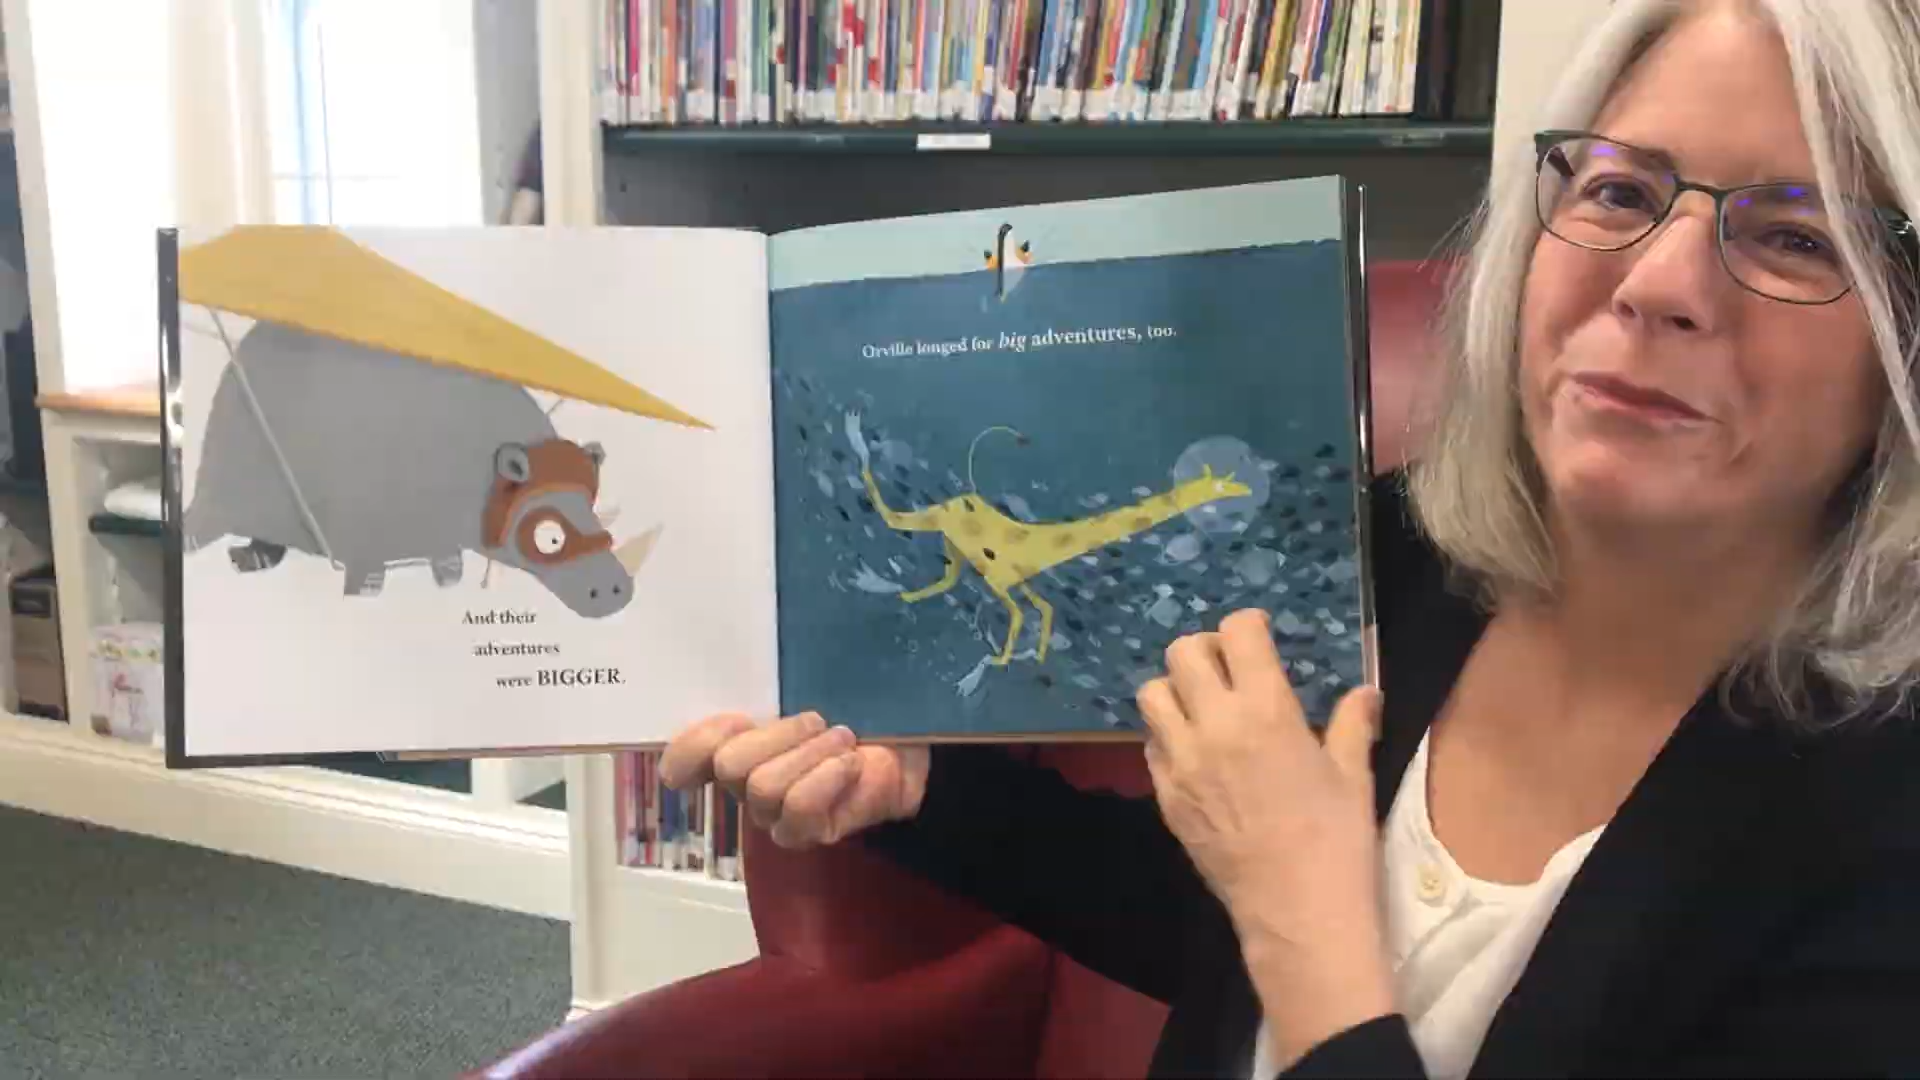 And their
adventures
were BIGGER.
Orville longed for big adventures, too.